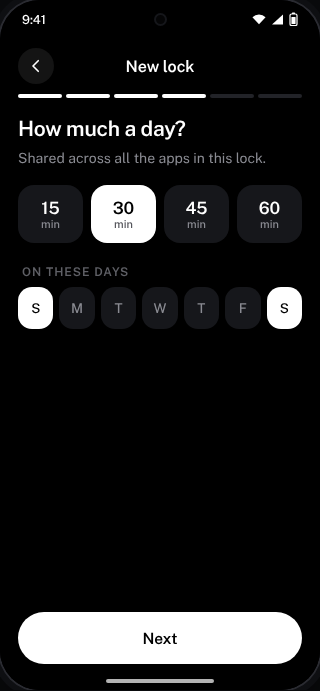 9:41
New lock
How much a day?
Shared across all the apps in this lock.
15 30 45 60
min min min min
ON THESE DAYS
S M T W T F S
Next